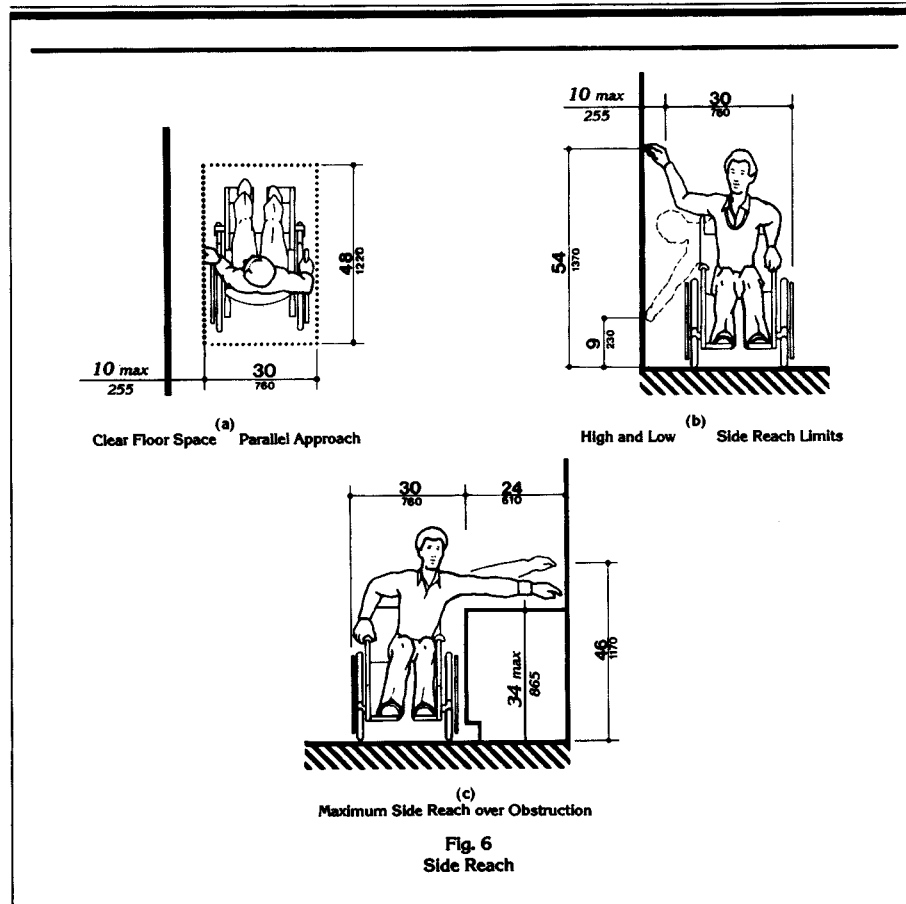 48
1220
10 max
255
30
760
(a)
Clear Floor Space Parallel Approach
10 max
255
30
760
54
1370
9
230
(b)
High and Low Side Reach Limits
30
760
24
610
34 max
865
46
1170
(c)
Maximum Side Reach over Obstruction
Fig. 6
Side Reach